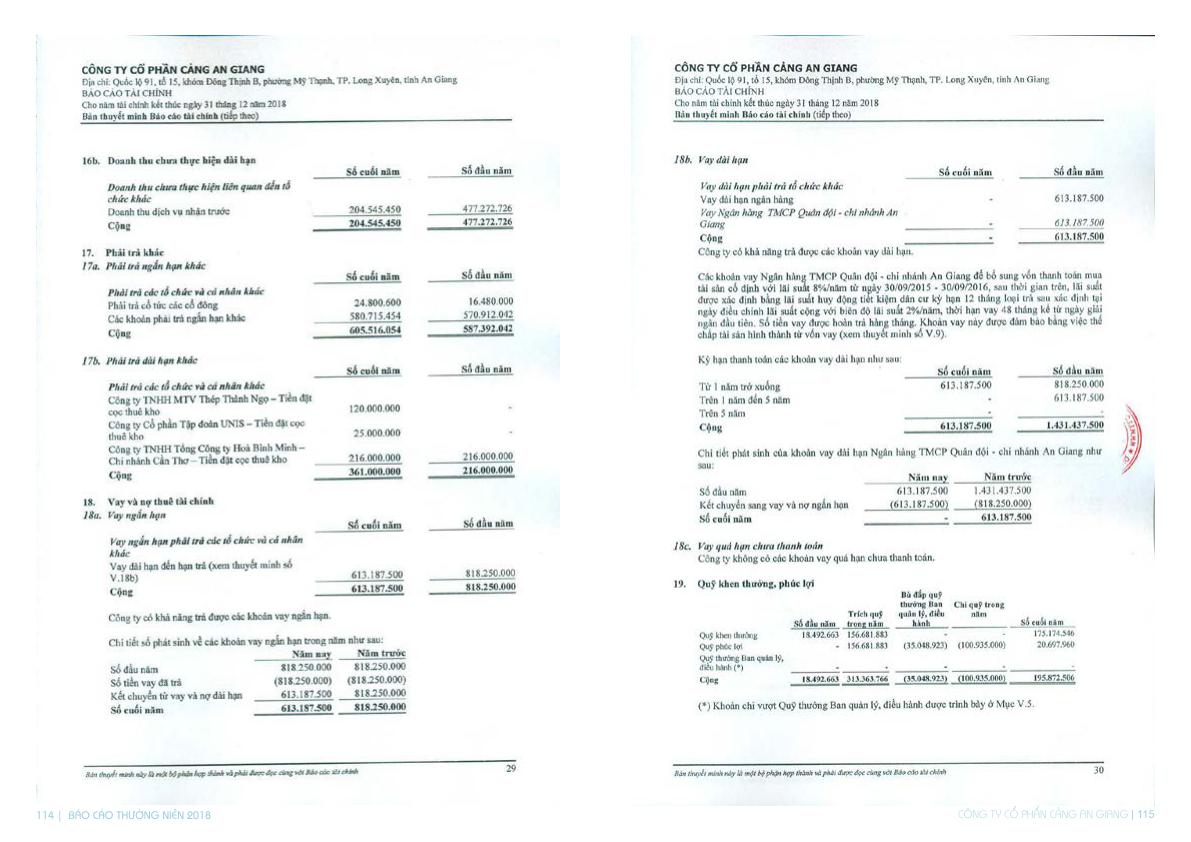 CÔNG TY CỔ PHẦN CẢNG AN GIANG
Địa chỉ: Quốc lộ 91, tổ 15, khóm Đông Thịnh B, phường Mỹ Thạnh, TP. Long Xuyên, tỉnh An Giang
BÁO CÁO TÀI CHÍNH
Cho năm tài chính kết thúc ngày 31 tháng 12 năm 2018
Bản thuyết minh Báo cáo tài chính (tiếp theo)
16b. Doanh thu chưa thực hiện dài hạn
Số cuối năm Số đầu năm
Doanh thu chưa thực hiện liên quan đến tổ
chức khác
Doanh thu dịch vụ nhận trước 204.545.450 477.272.726
Cộng 204.545.450 477.272.726
17. Phải trả khác
17a. Phải trả ngắn hạn khác
Số cuối năm Số đầu năm
Phải trả các tổ chức và cá nhân khác
Phải trả cổ tức các cổ đông 24.800.600 16.480.000
Các khoản phải trả ngắn hạn khác 580.715.454 570.912.042
Cộng 605.516.054 587.392.042
17b. Phải trả dài hạn khác
Số cuối năm Số đầu năm
Phải trả các tổ chức và cá nhân khác
Công ty TNHH MTV Thép Thành Ngọ – Tiền đặt
cọc thuê kho 120.000.000 -
Công ty Cổ phần Tập đoàn UNIS – Tiền đặt cọc
thuê kho 25.000.000 -
Công ty TNHH Tổng Công ty Hoà Bình Minh –
Chi nhánh Cần Thơ – Tiền đặt cọc thuê kho 216.000.000 216.000.000
Cộng 361.000.000 216.000.000
18. Vay và nợ thuê tài chính
18a. Vay ngắn hạn
Số cuối năm Số đầu năm
Vay ngắn hạn phải trả các tổ chức và cá nhân
khác
Vay dài hạn đến hạn trả (xem thuyết minh số
V.18b) 613.187.500 818.250.000
Cộng 613.187.500 818.250.000
Công ty có khả năng trả được các khoản vay ngắn hạn.
Chi tiết số phát sinh về các khoản vay ngắn hạn trong năm như sau:
Năm nay Năm trước
Số đầu năm 818.250.000 818.250.000
Số tiền vay đã trả (818.250.000) (818.250.000)
Kết chuyển từ vay và nợ dài hạn 613.187.500 818.250.000
Số cuối năm 613.187.500 818.250.000
Bản thuyết minh này là một bộ phận hợp thành và phải được đọc cùng với Báo cáo tài chính 29
114 | BÁO CÁO THƯỜNG NIÊN 2018
CÔNG TY CỔ PHẦN CẢNG AN GIANG
Địa chỉ: Quốc lộ 91, tổ 15, khóm Đông Thịnh B, phường Mỹ Thạnh, TP. Long Xuyên, tỉnh An Giang
BÁO CÁO TÀI CHÍNH
Cho năm tài chính kết thúc ngày 31 tháng 12 năm 2018
Bản thuyết minh Báo cáo tài chính (tiếp theo)
18b. Vay dài hạn
Số cuối năm Số đầu năm
Vay dài hạn phải trả tổ chức khác
Vay dài hạn ngân hàng - 613.187.500
Vay Ngân hàng TMCP Quân đội - chi nhánh An
Giang - 613.187.500
Cộng - 613.187.500
Công ty có khả năng trả được các khoản vay dài hạn.
Các khoản vay Ngân hàng TMCP Quân đội - chi nhánh An Giang để bổ sung vốn thanh toán mua
tài sản cố định với lãi suất 8%/năm từ ngày 30/09/2015 - 30/09/2016, sau thời gian trên, lãi suất
được xác định bằng lãi suất huy động tiết kiệm dân cư kỳ hạn 12 tháng loại trả sau xác định tại
ngày điều chỉnh lãi suất cộng với biên độ lãi suất 2%/năm, thời hạn vay 48 tháng kể từ ngày giải
ngân đầu tiên. Số tiền vay được hoàn trả hàng tháng. Khoản vay này được đảm bảo bằng việc thế
chấp tài sản hình thành từ vốn vay (xem thuyết minh số V.9).
Kỳ hạn thanh toán các khoản vay dài hạn như sau:
Số cuối năm Số đầu năm
Từ 1 năm trở xuống 613.187.500 818.250.000
Trên 1 năm đến 5 năm - 613.187.500
Trên 5 năm - -
Cộng 613.187.500 1.431.437.500
Chi tiết phát sinh của khoản vay dài hạn Ngân hàng TMCP Quân đội - chi nhánh An Giang như
sau:
Năm nay Năm trước
Số đầu năm 613.187.500 1.431.437.500
Kết chuyển sang vay và nợ ngắn hạn (613.187.500) (818.250.000)
Số cuối năm - 613.187.500
18c. Vay quá hạn chưa thanh toán
Công ty không có các khoản vay quá hạn chưa thanh toán.
19. Quỹ khen thưởng, phúc lợi
Số đầu năm Trích quỹ trong năm Bù đắp quỹ thưởng Ban quản lý, điều hành Chi quỹ trong năm Số cuối năm
Quỹ khen thưởng 18.492.663 156.681.883 - - 175.174.546
Quỹ phúc lợi - 156.681.883 (35.048.923) (100.935.000) 20.697.960
Quỹ thưởng Ban quản lý,
điều hành (*) - - - - -
Cộng 18.492.663 313.363.766 (35.048.923) (100.935.000) 195.872.506
(*) Khoản chi vượt Quỹ thưởng Ban quản lý, điều hành được trình bày ở Mục V.5.
Bản thuyết minh này là một bộ phận hợp thành và phải được đọc cùng với Báo cáo tài chính 30
CÔNG TY CỔ PHẦN CẢNG AN GIANG | 115